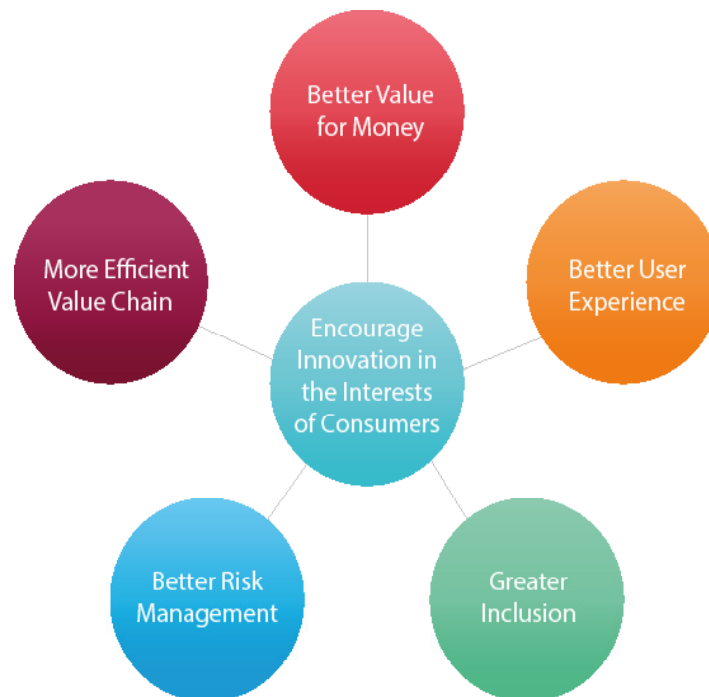 Better Value
for Money
More Efficient
Value Chain
Better User
Experience
Encourage
Innovation in
the Interests
of Consumers
Better Risk
Management
Greater
Inclusion